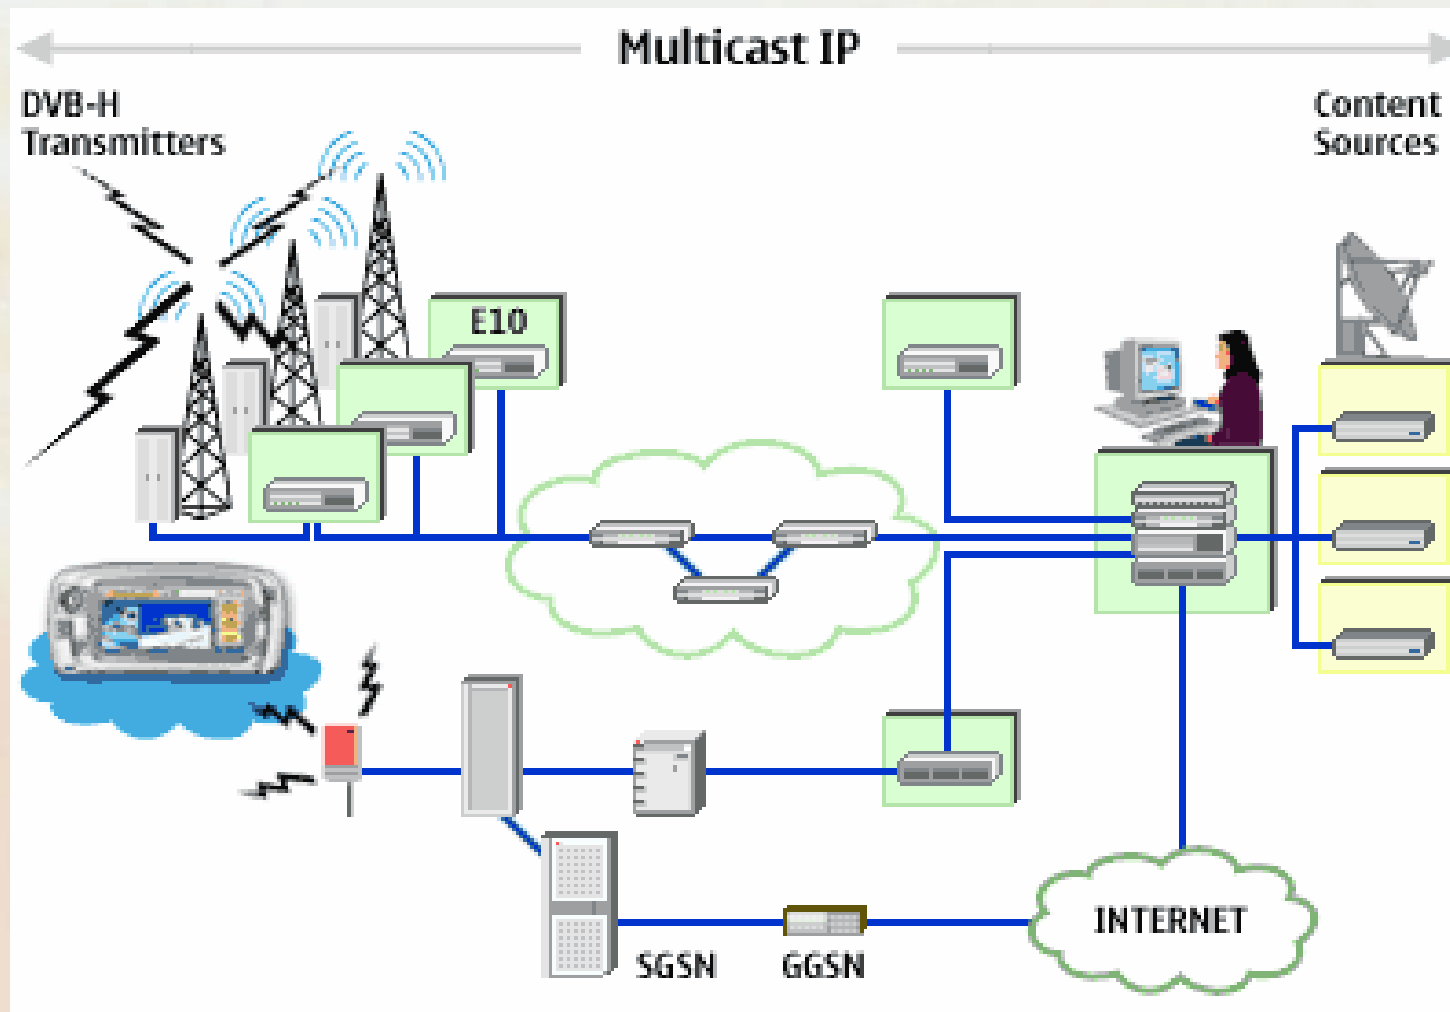 Multicast IP
DVB-H
Transmitters
Content
Sources
E10
INTERNET
SGSN
GGSN